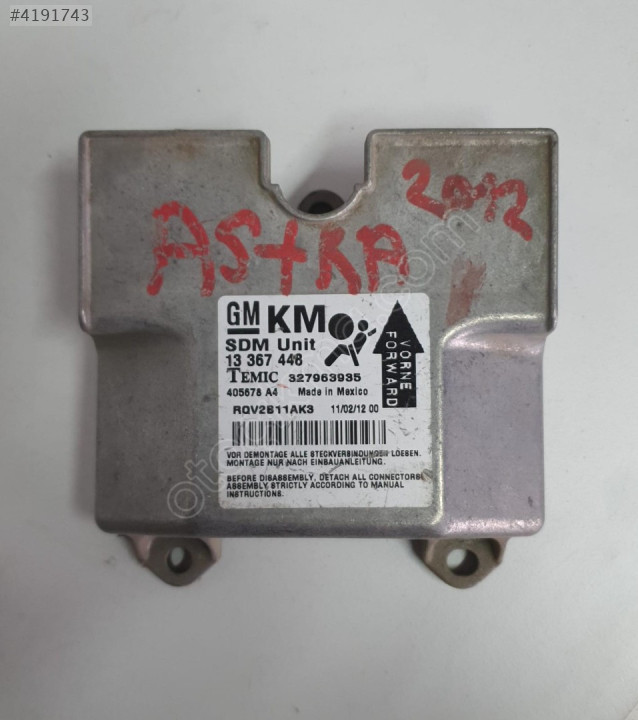 #4191743
2012
ASTRA
GM KM
SDM Unit
13 367 448
TEMIC 327963935
405678 A4 Made in Mexico
RQV2B11AK3 11/02/12 00
VORNE
FORWARD
VOR DEMONTAGE ALLE STECKVERBINDUNGEN LOESEN.
MONTAGE NUR NACH EINBAUANLEITUNG.
BEFORE DISASSEMBLY, DETACH ALL CONNECTORS
ASSEMBLY STRICTLY ACCORDING TO MANUAL
INSTRUCTIONS.